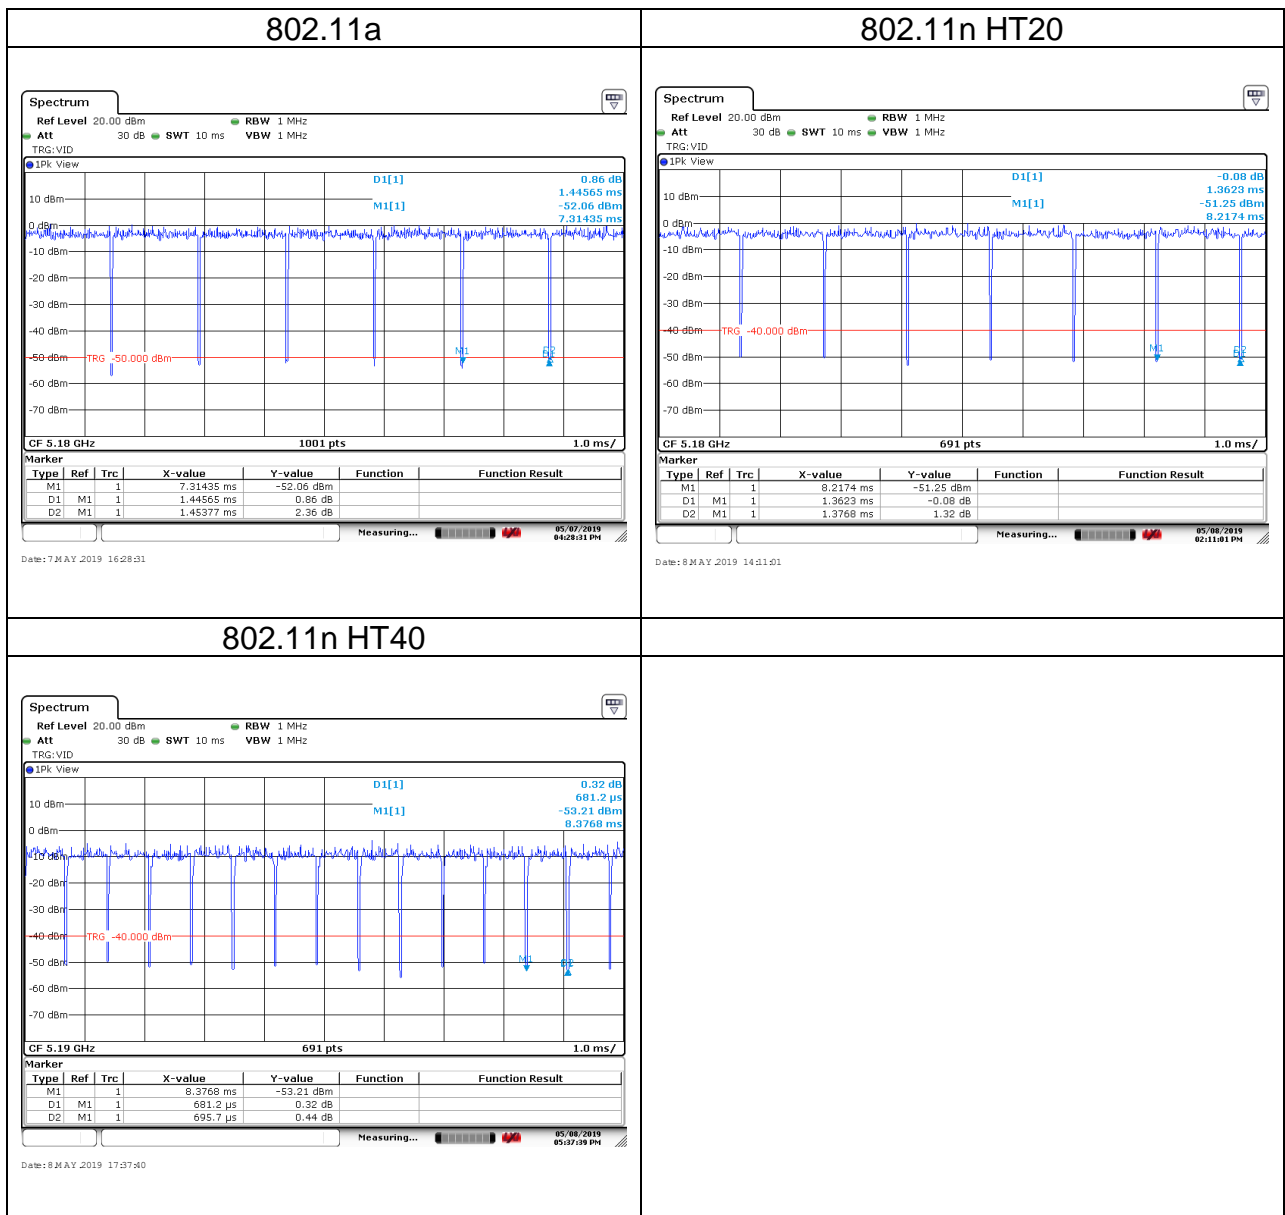 802.11a
802.11n HT20
Spectrum
Ref Level 20.00 dBm RBW 1 MHz
Att 30 dB SWT 10 ms VBW 1 MHz
TRG:VID
1Pk View
D1[1] 0.86 dB
1.44565 ms
M1[1] -52.06 dBm
7.31435 ms
10 dBm
0 dBm
-10 dBm
-20 dBm
-30 dBm
-40 dBm
-50 dBm TRG -50.000 dBm
M1
-60 dBm
-70 dBm
CF 5.18 GHz 1001 pts 1.0 ms/
Marker
Type Ref Trc X-value Y-value Function Function Result
M1 1 7.31435 ms -52.06 dBm
D1 M1 1 1.44565 ms 0.86 dB
D2 M1 1 1.45377 ms 2.36 dB
Measuring... 05/07/2019
04:28:31 PM
Date: 7.MAY.2019 16:28:31
Spectrum
Ref Level 20.00 dBm RBW 1 MHz
Att 30 dB SWT 10 ms VBW 1 MHz
TRG:VID
1Pk View
D1[1] -0.08 dB
1.3623 ms
M1[1] -51.25 dBm
8.2174 ms
10 dBm
0 dBm
-10 dBm
-20 dBm
-30 dBm
-40 dBm TRG -40.000 dBm
M1
-50 dBm
-60 dBm
-70 dBm
CF 5.18 GHz 691 pts 1.0 ms/
Marker
Type Ref Trc X-value Y-value Function Function Result
M1 1 8.2174 ms -51.25 dBm
D1 M1 1 1.3623 ms -0.08 dB
D2 M1 1 1.3768 ms 1.32 dB
Measuring... 05/08/2019
02:11:01 PM
Date: 8.MAY.2019 14:11:01
802.11n HT40
Spectrum
Ref Level 20.00 dBm RBW 1 MHz
Att 30 dB SWT 10 ms VBW 1 MHz
TRG:VID
1Pk View
D1[1] 0.32 dB
681.2 µs
M1[1] -53.21 dBm
8.3768 ms
10 dBm
0 dBm
-10 dBm
-20 dBm
-30 dBm
-40 dBm TRG -40.000 dBm
-50 dBm M1
-60 dBm
-70 dBm
CF 5.19 GHz 691 pts 1.0 ms/
Marker
Type Ref Trc X-value Y-value Function Function Result
M1 1 8.3768 ms -53.21 dBm
D1 M1 1 681.2 µs 0.32 dB
D2 M1 1 695.7 µs 0.44 dB
Measuring... 05/08/2019
05:37:39 PM
Date: 8.MAY.2019 17:37:40